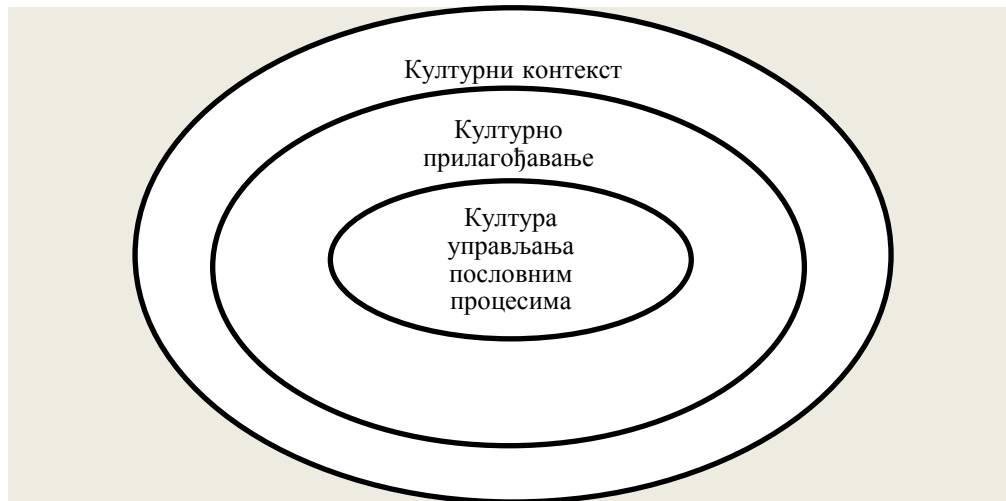 Културни контекст
Културно
прилагођавање
Култура
управљања
пословним
процесима